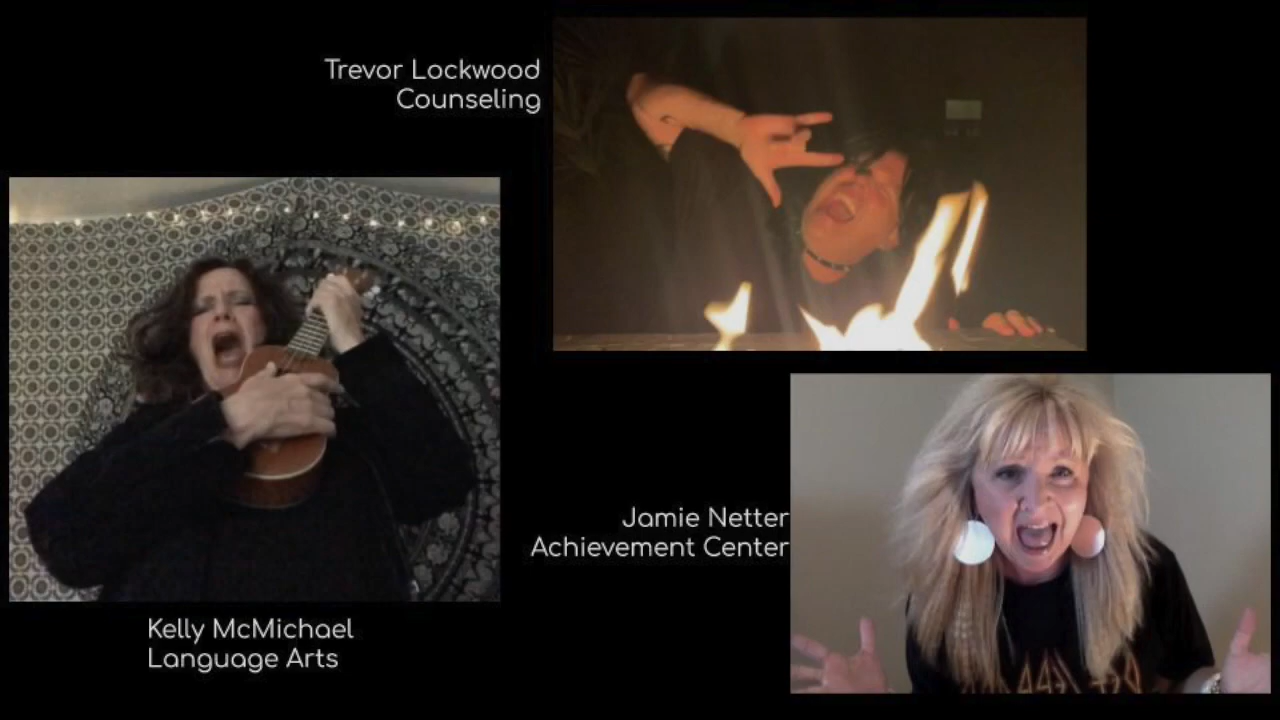 Trevor Lockwood
Counseling
Kelly McMichael
Language Arts
Jamie Netter
Achievement Center